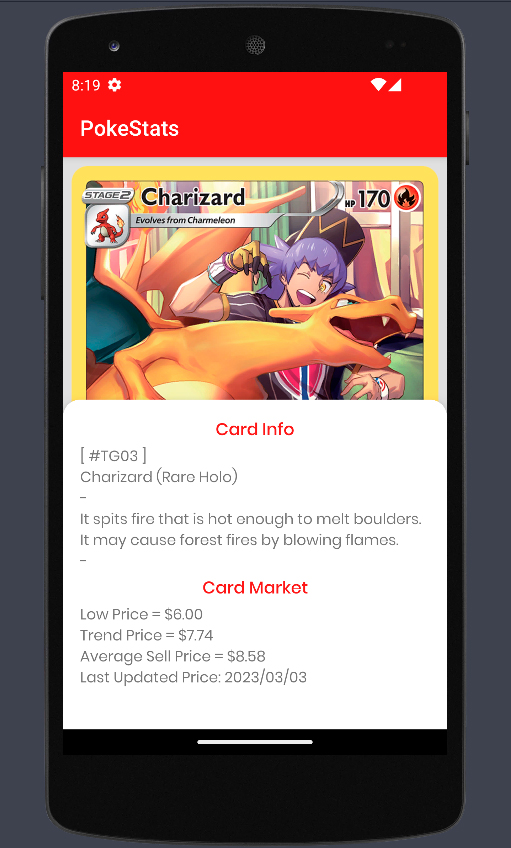 8:19
PokeStats
STAGE2 Charizard HP 170
Evolves from Charmeleon
Card Info
[ #TG03 ]
Charizard (Rare Holo)
-
It spits fire that is hot enough to melt boulders.
It may cause forest fires by blowing flames.
-
Card Market
Low Price = $6.00
Trend Price = $7.74
Average Sell Price = $8.58
Last Updated Price: 2023/03/03